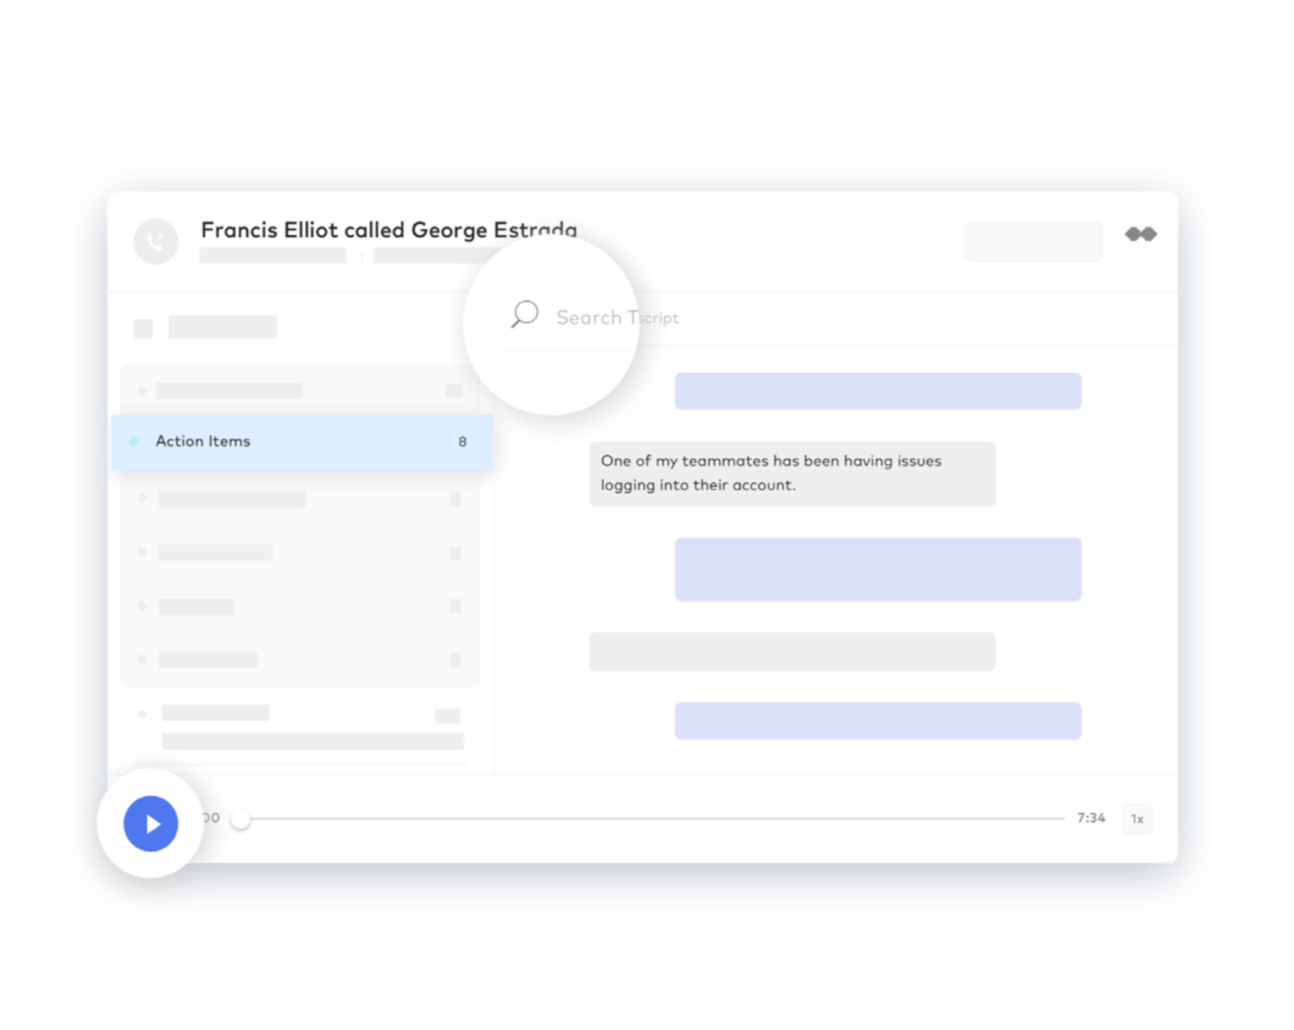 Francis Elliot called George Estrada
Search Tscript
Action Items 8
One of my teammates has been having issues
logging into their account.
00 7:34 1x